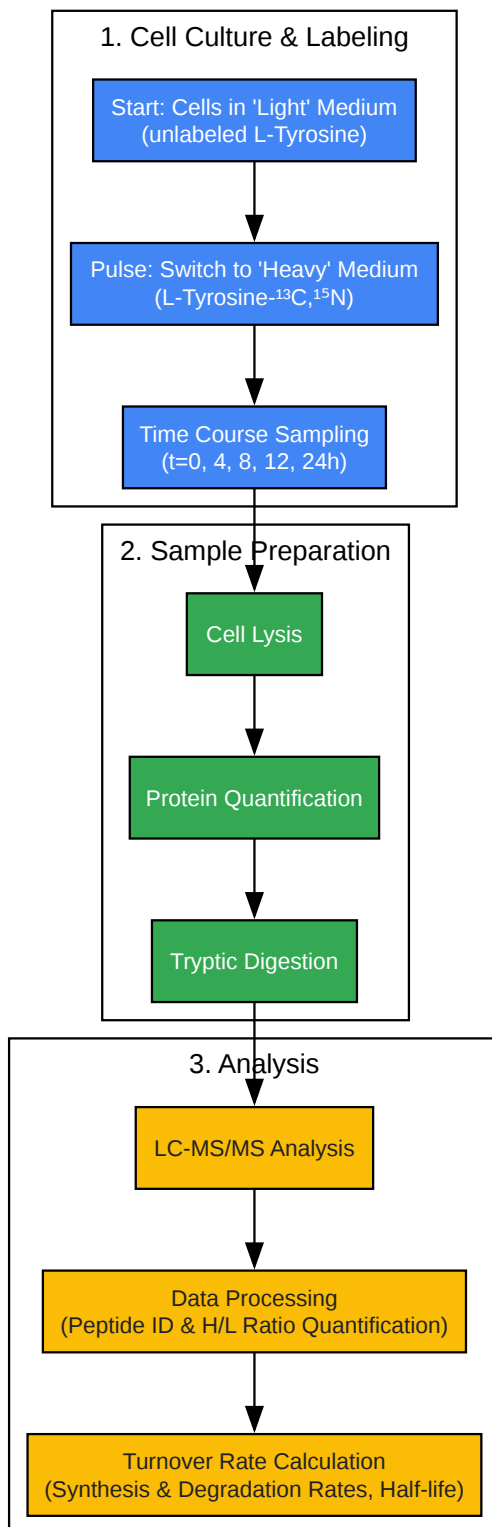 1. Cell Culture & Labeling
Start: Cells in 'Light' Medium
(unlabeled L-Tyrosine)
Pulse: Switch to 'Heavy' Medium
(L-Tyrosine-¹³C,¹⁵N)
Time Course Sampling
(t=0, 4, 8, 12, 24h)
2. Sample Preparation
Cell Lysis
Protein Quantification
Tryptic Digestion
3. Analysis
LC-MS/MS Analysis
Data Processing
(Peptide ID & H/L Ratio Quantification)
Turnover Rate Calculation
(Synthesis & Degradation Rates, Half-life)